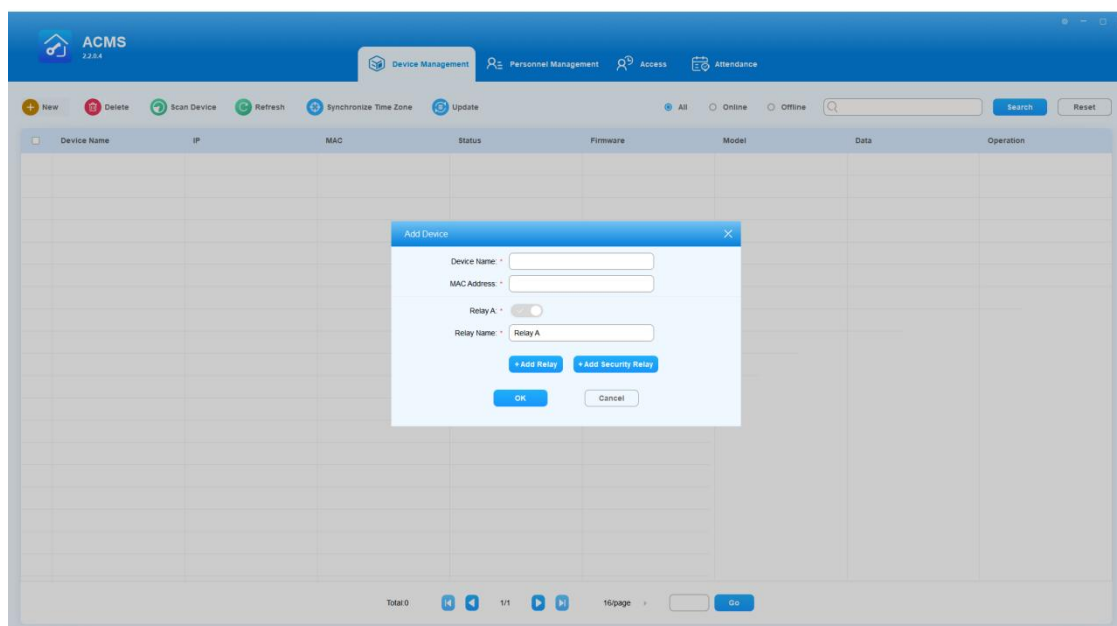 ACMS
2.2.0.4
Device Management
Personnel Management
Access
Attendance
New
Delete
Scan Device
Refresh
Synchronize Time Zone
Update
All
Online
Offline
Search
Reset
Device Name
IP
MAC
Status
Firmware
Model
Data
Operation
Add Device
Device Name: *
MAC Address: *
Relay A: *
Relay Name: * Relay A
+Add Relay
+Add Security Relay
OK
Cancel
Total:0
1/1
16/page
Go